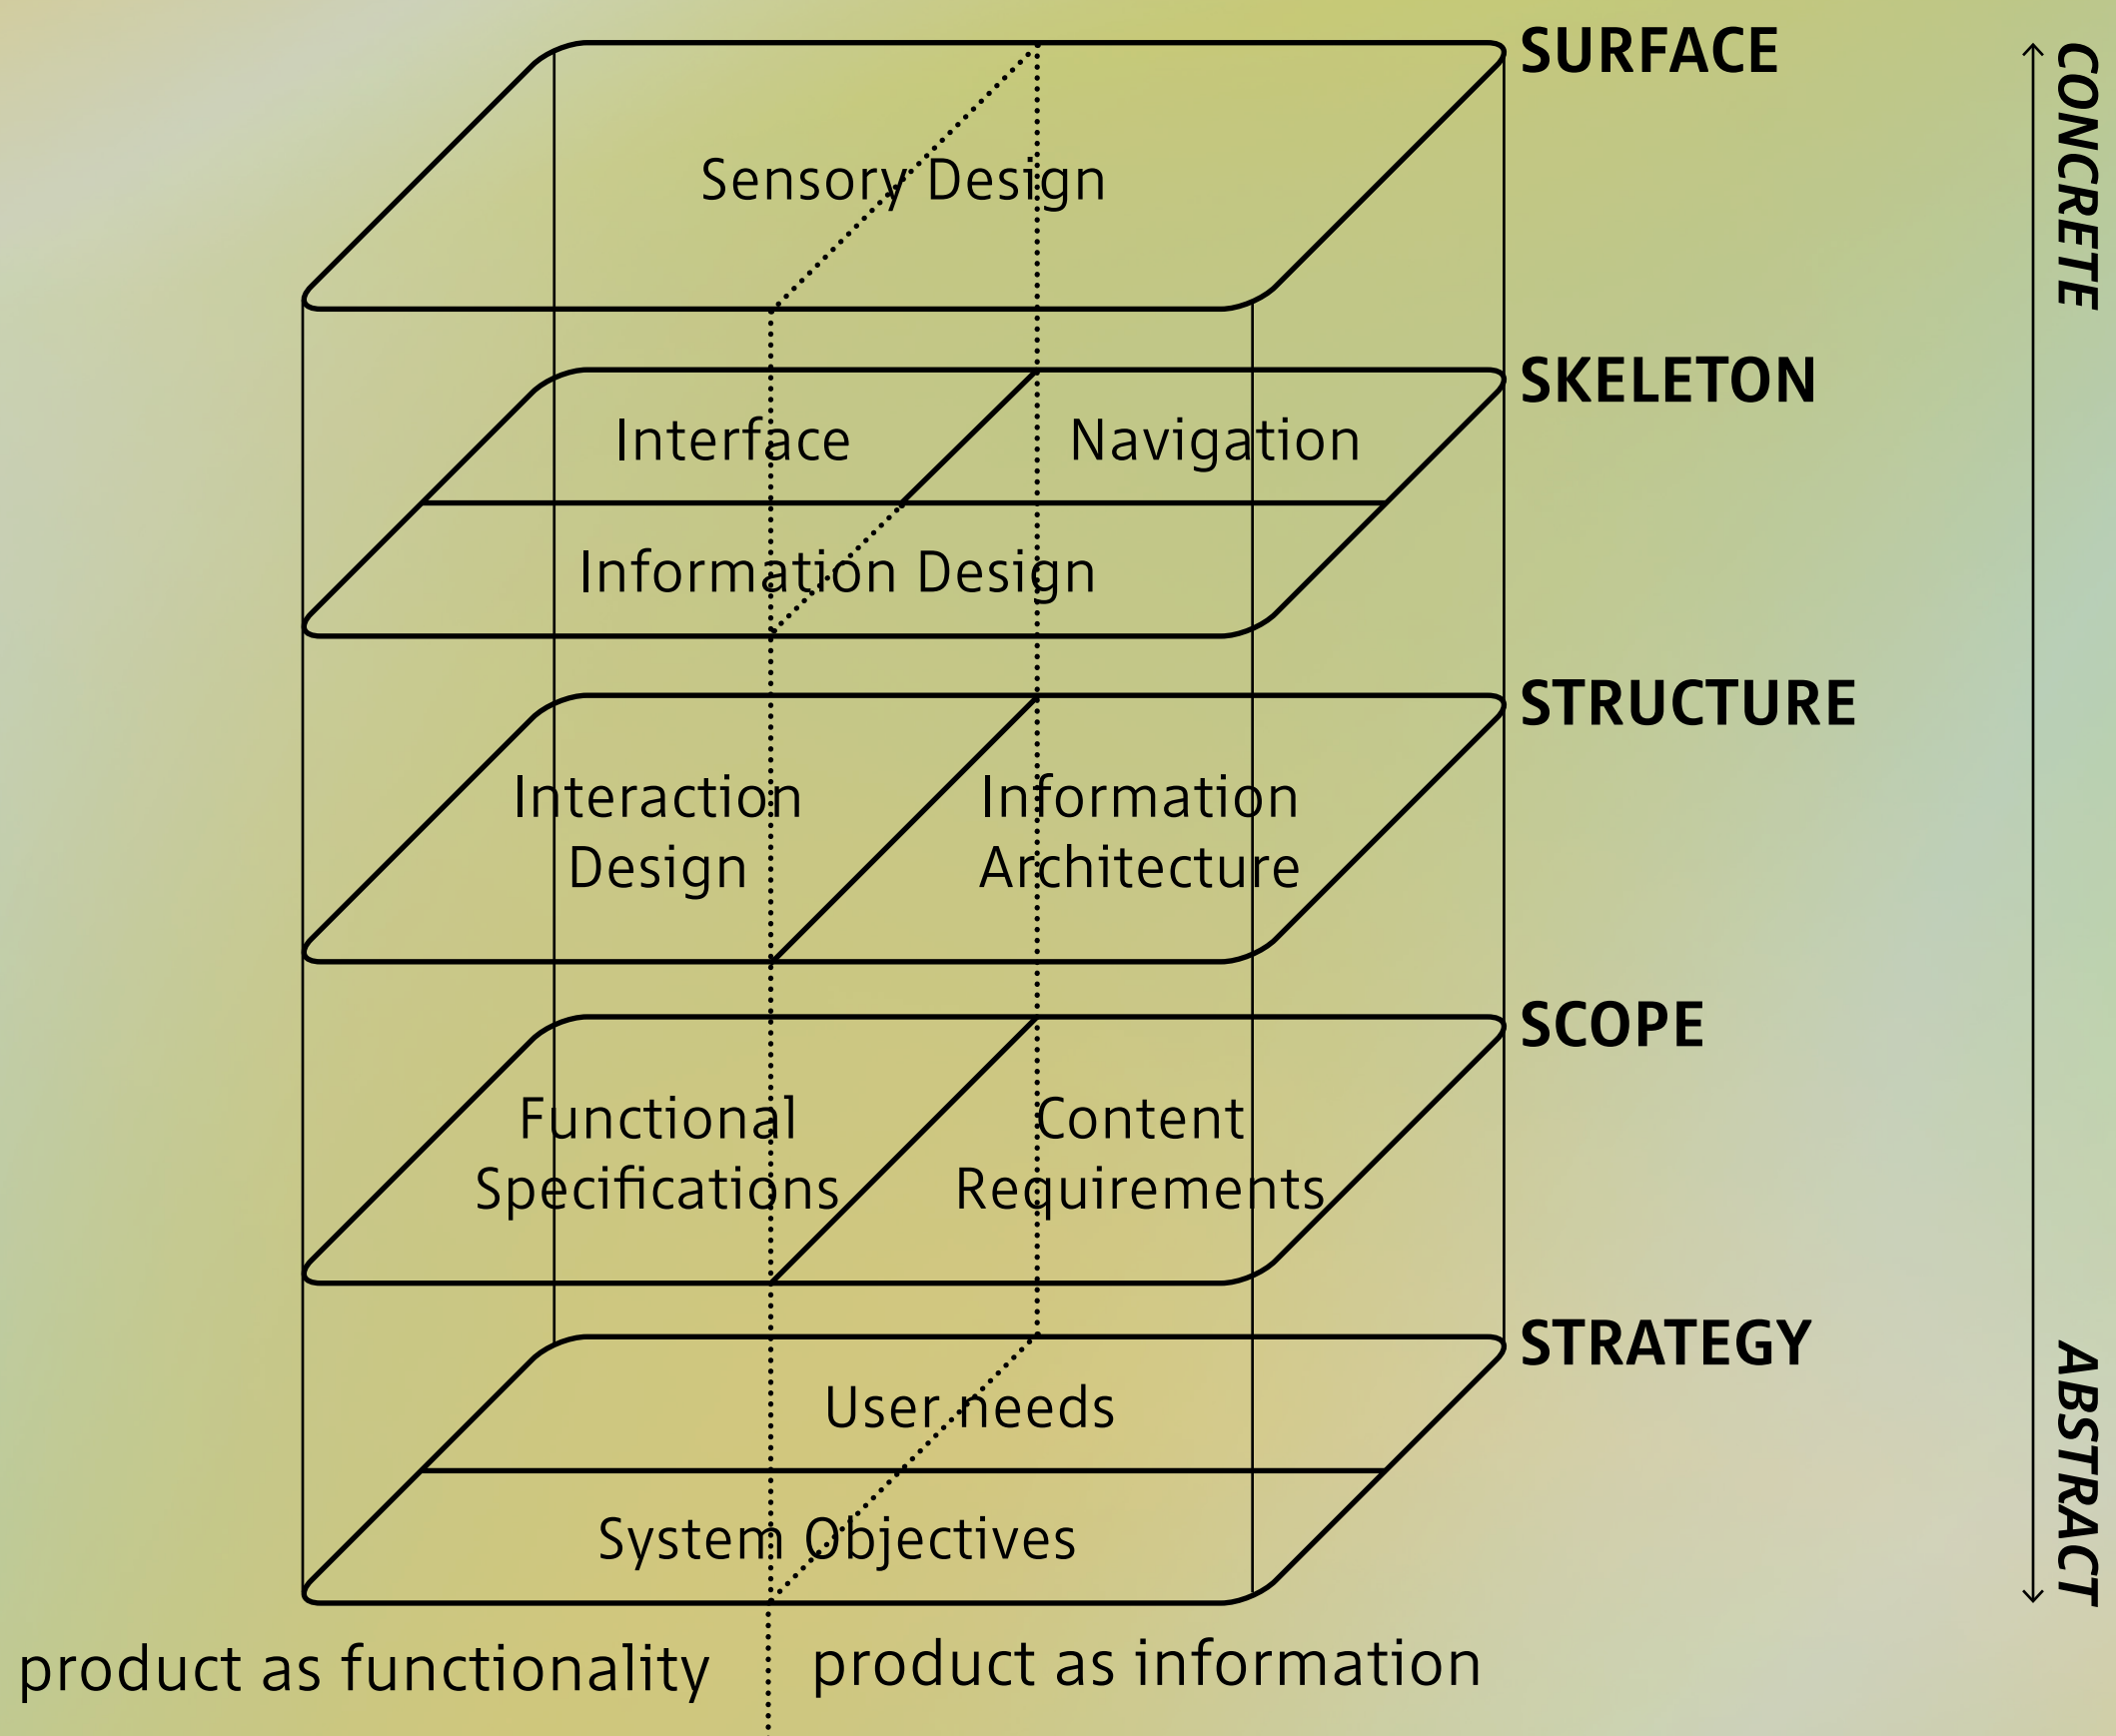 SURFACE
CONCRETE
Sensory Design
SKELETON
Interface
Navigation
Information Design
STRUCTURE
Interaction
Design
Information
Architecture
SCOPE
Functional
Specifications
Content
Requirements
STRATEGY
ABSTRACT
User needs
System Objectives
product as functionality
product as information